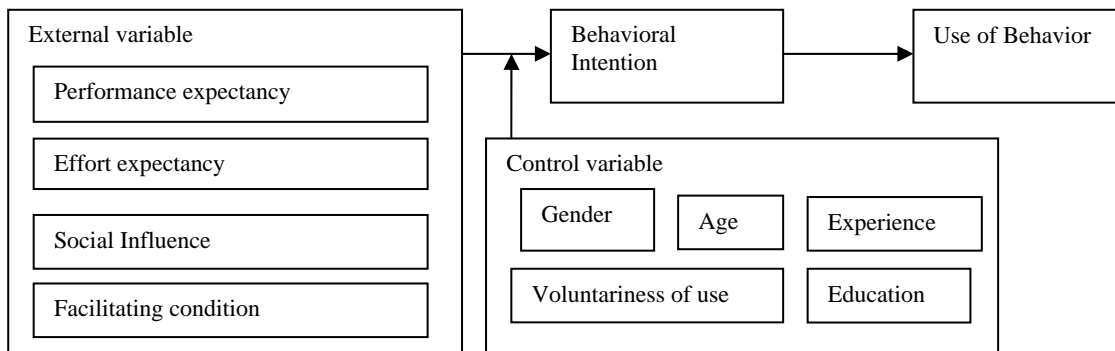 External variable
Performance expectancy
Effort expectancy
Social Influence
Facilitating condition
Behavioral
Intention
Use of Behavior
Control variable
Gender
Age
Experience
Voluntariness of use
Education